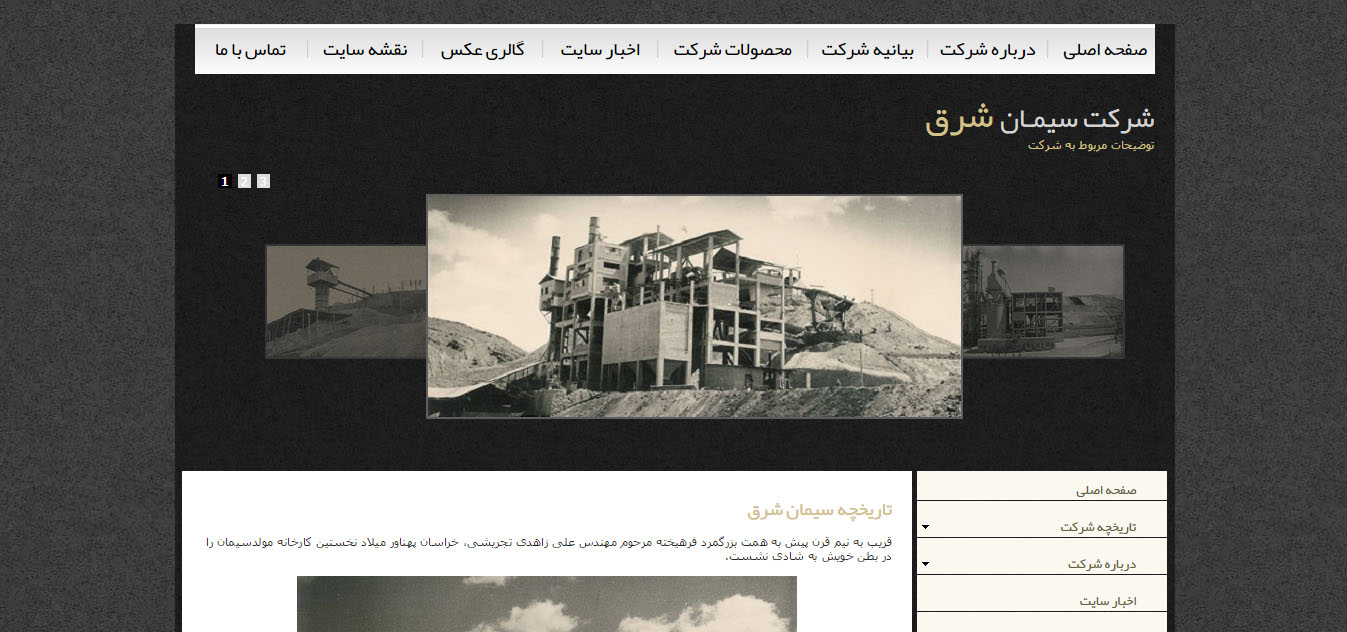 صفحه اصلی
درباره شرکت
بیانیه شرکت
محصولات شرکت
اخبار سایت
گالری عکس
نقشه سایت
تماس با ما
شرکت سیمان شرق
توضیحات مربوط به شرکت
1 2 3
صفحه اصلی
تاریخچه شرکت
درباره شرکت
اخبار سایت
تاریخچه سیمان شرق
قریب به نیم قرن پیش به همت بزرگمرد فرهیخته مرحوم مهندس علی زاهدی تجریشی، خراسان پهناور میلاد نخستین کارخانه مولدسیمان را
در بطن خویش به شادی نشست.